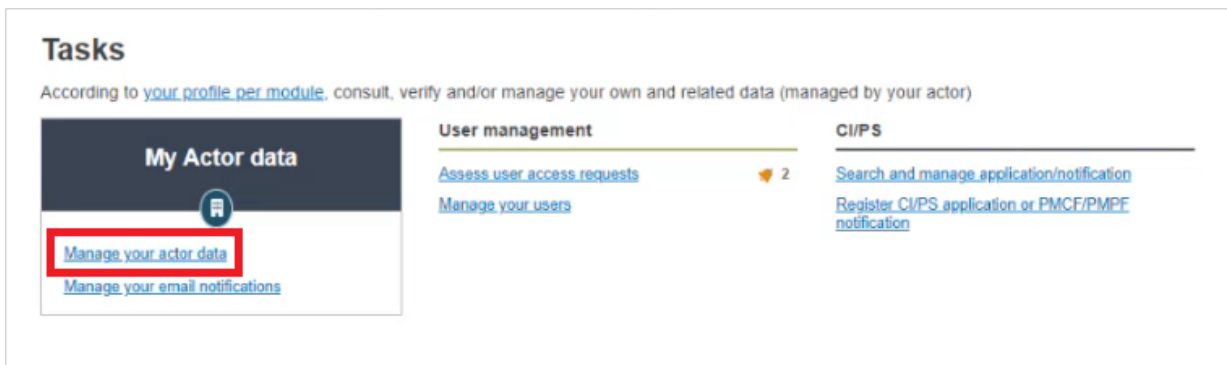 Tasks
According to your profile per module, consult, verify and/or manage your own and related data (managed by your actor)
My Actor data
Manage your actor data
Manage your email notifications
User management
Assess user access requests 2
Manage your users
CI/PS
Search and manage application/notification
Register CI/PS application or PMCF/PMPF
notification